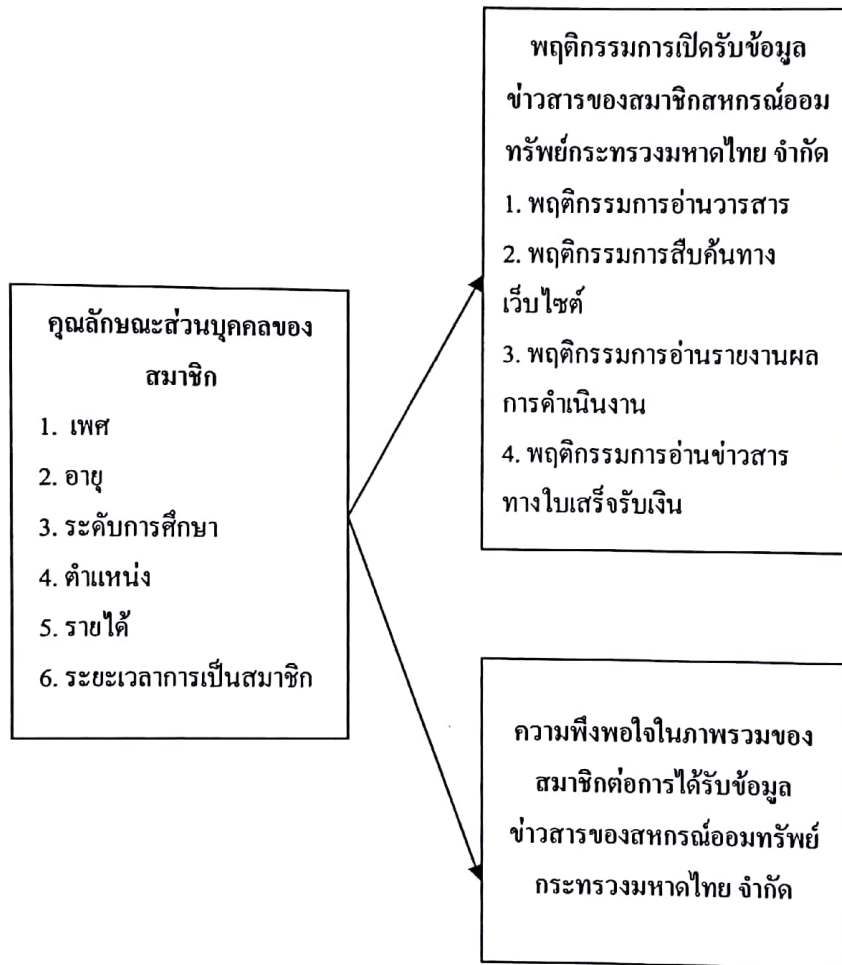 พฤติกรรมการเปิดรับข้อมูล
ข่าวสารของสมาชิกสหกรณ์ออม
ทรัพย์กระทรวงมหาดไทย จำกัด
1. พฤติกรรมการอ่านวารสาร
2. พฤติกรรมการสืบค้นทาง
เว็บไซต์
3. พฤติกรรมการอ่านรายงานผล
การดำเนินงาน
4. พฤติกรรมการอ่านข่าวสาร
ทางใบเสร็จรับเงิน
คุณลักษณะส่วนบุคคลของ
สมาชิก
1. เพศ
2. อายุ
3. ระดับการศึกษา
4. ตำแหน่ง
5. รายได้
6. ระยะเวลาการเป็นสมาชิก
ความพึงพอใจในภาพรวมของ
สมาชิกต่อการได้รับข้อมูล
ข่าวสารของสหกรณ์ออมทรัพย์
กระทรวงมหาดไทย จำกัด